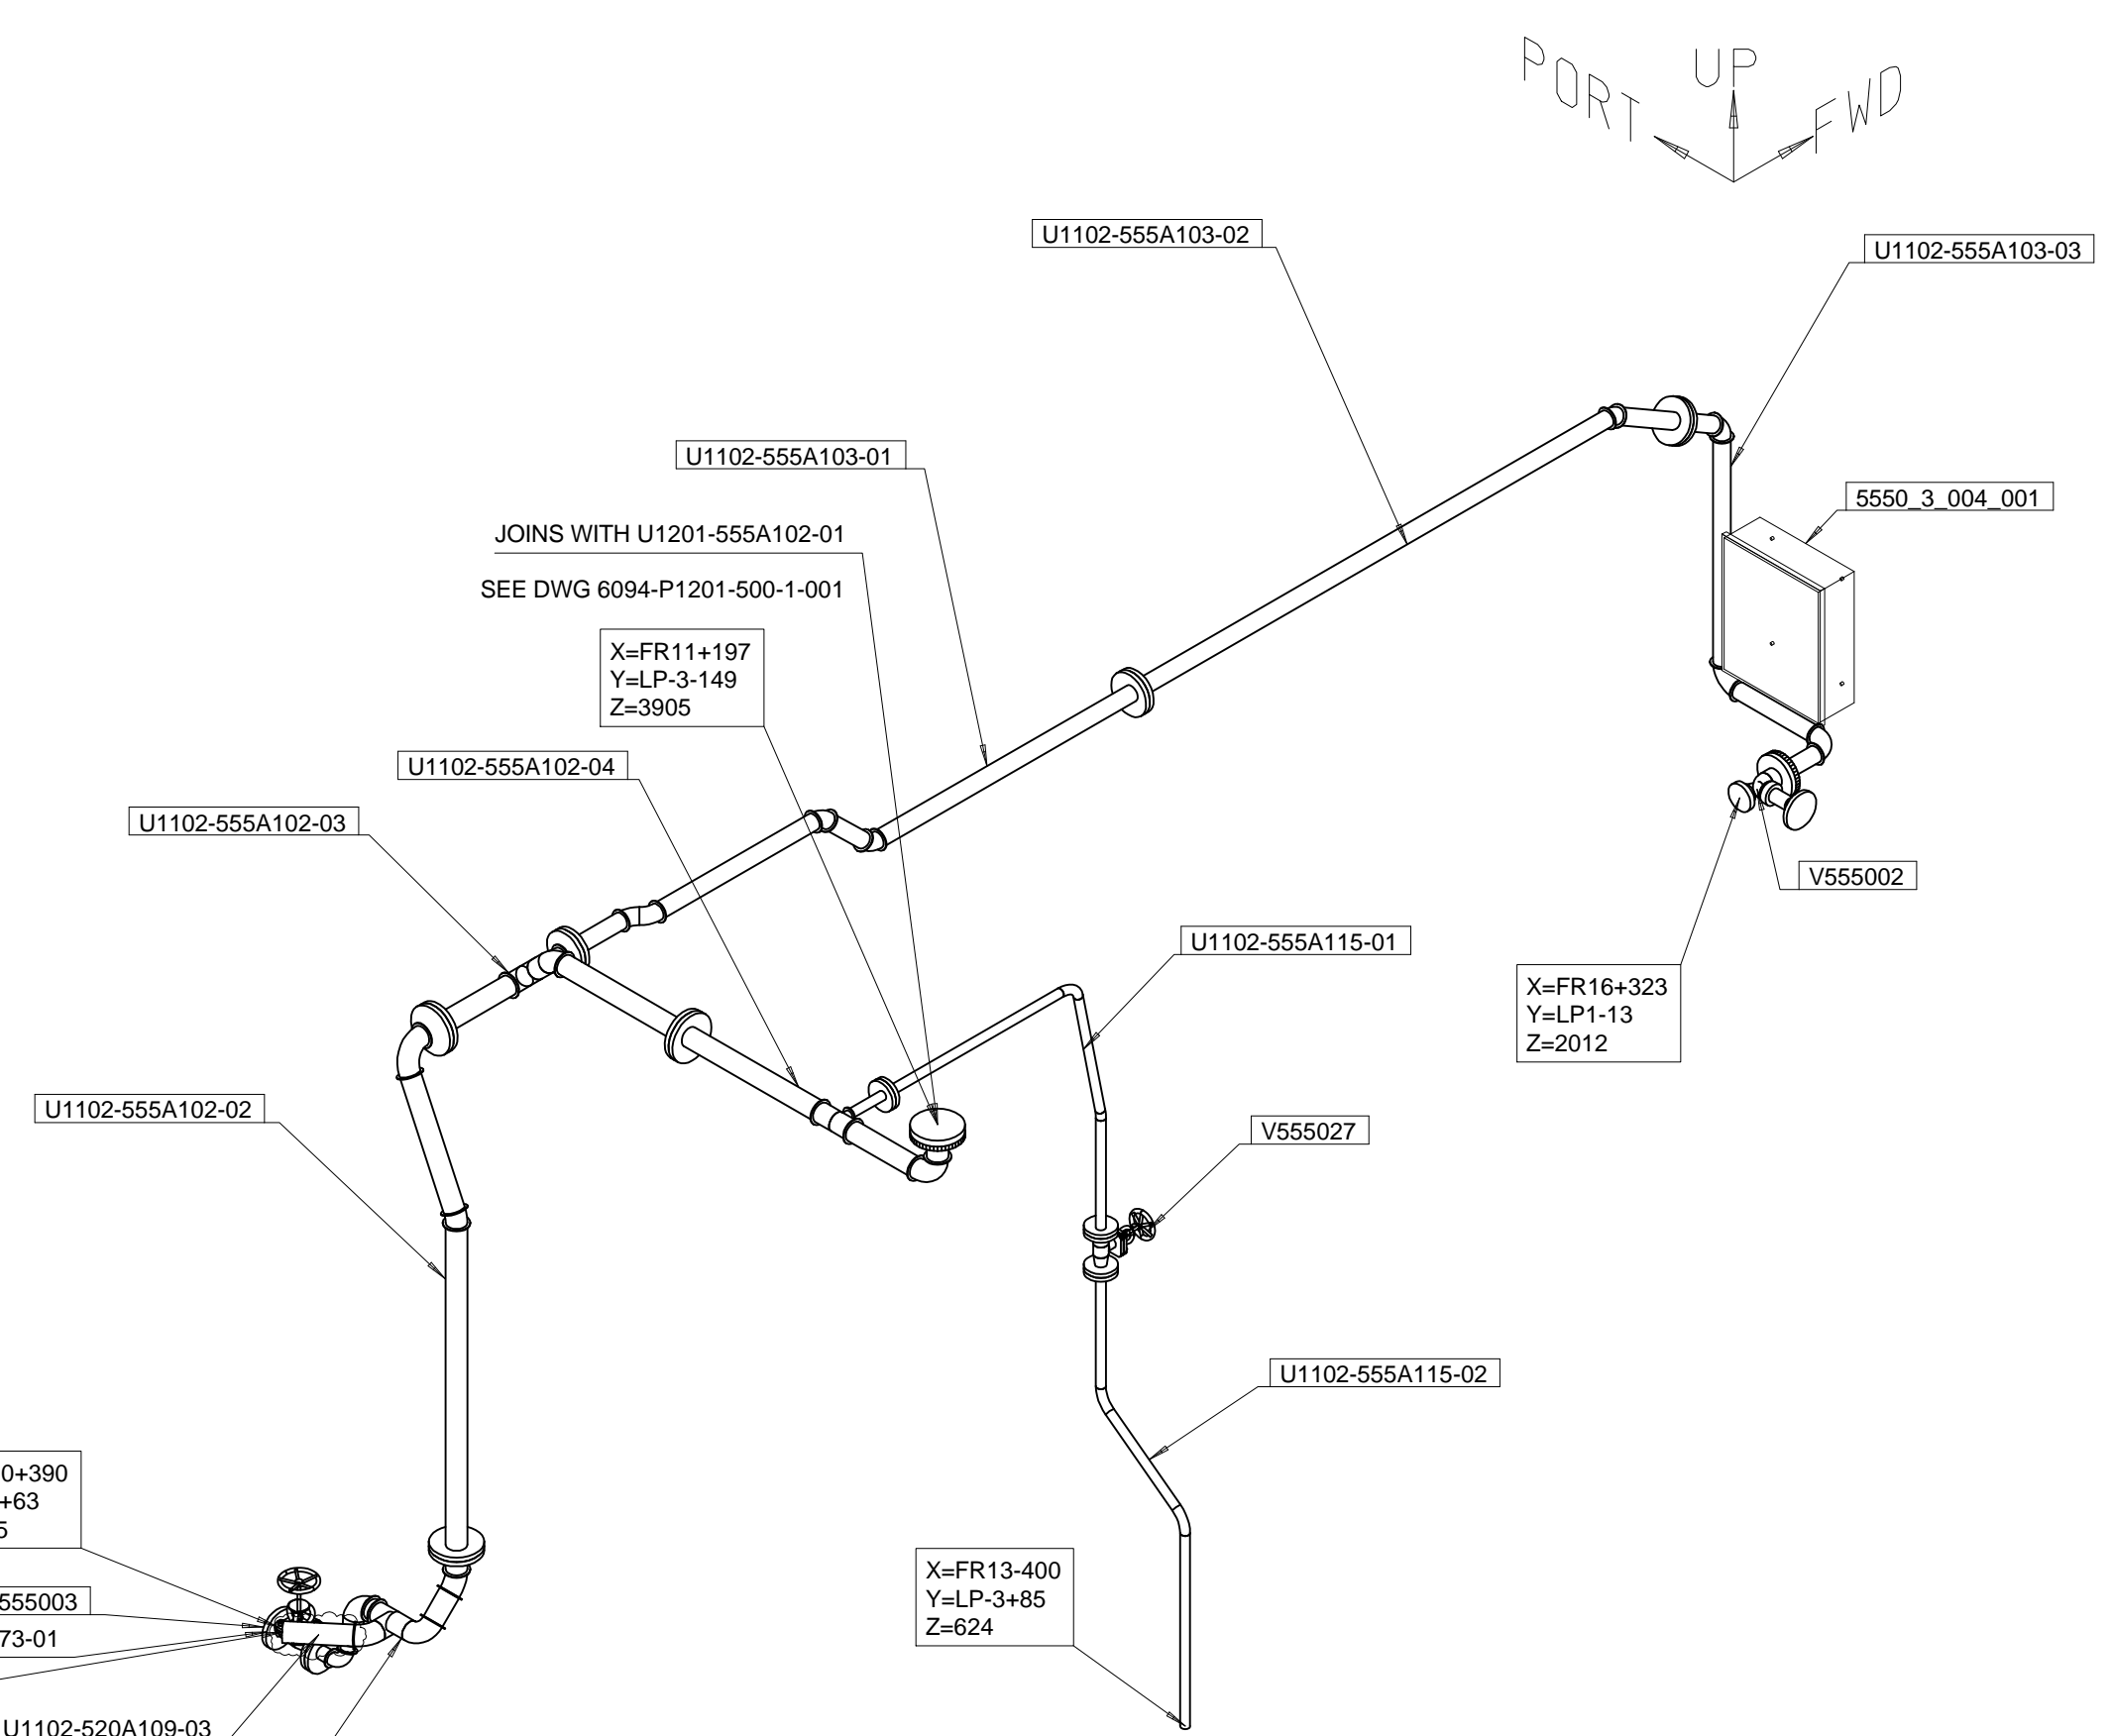 PORT
UP
FWD
U1102-555A103-02
U1102-555A103-03
U1102-555A103-01
5550_3_004_001
JOINS WITH U1201-555A102-01
SEE DWG 6094-P1201-500-1-001
X=FR11+197
Y=LP-3-149
Z=3905
U1102-555A102-04
U1102-555A102-03
V555002
U1102-555A115-01
X=FR16+323
Y=LP1-13
Z=2012
U1102-555A102-02
V555027
U1102-555A115-02
0+390
+63
5
X=FR13-400
Y=LP-3+85
Z=624
555003
73-01
U1102-520A109-03